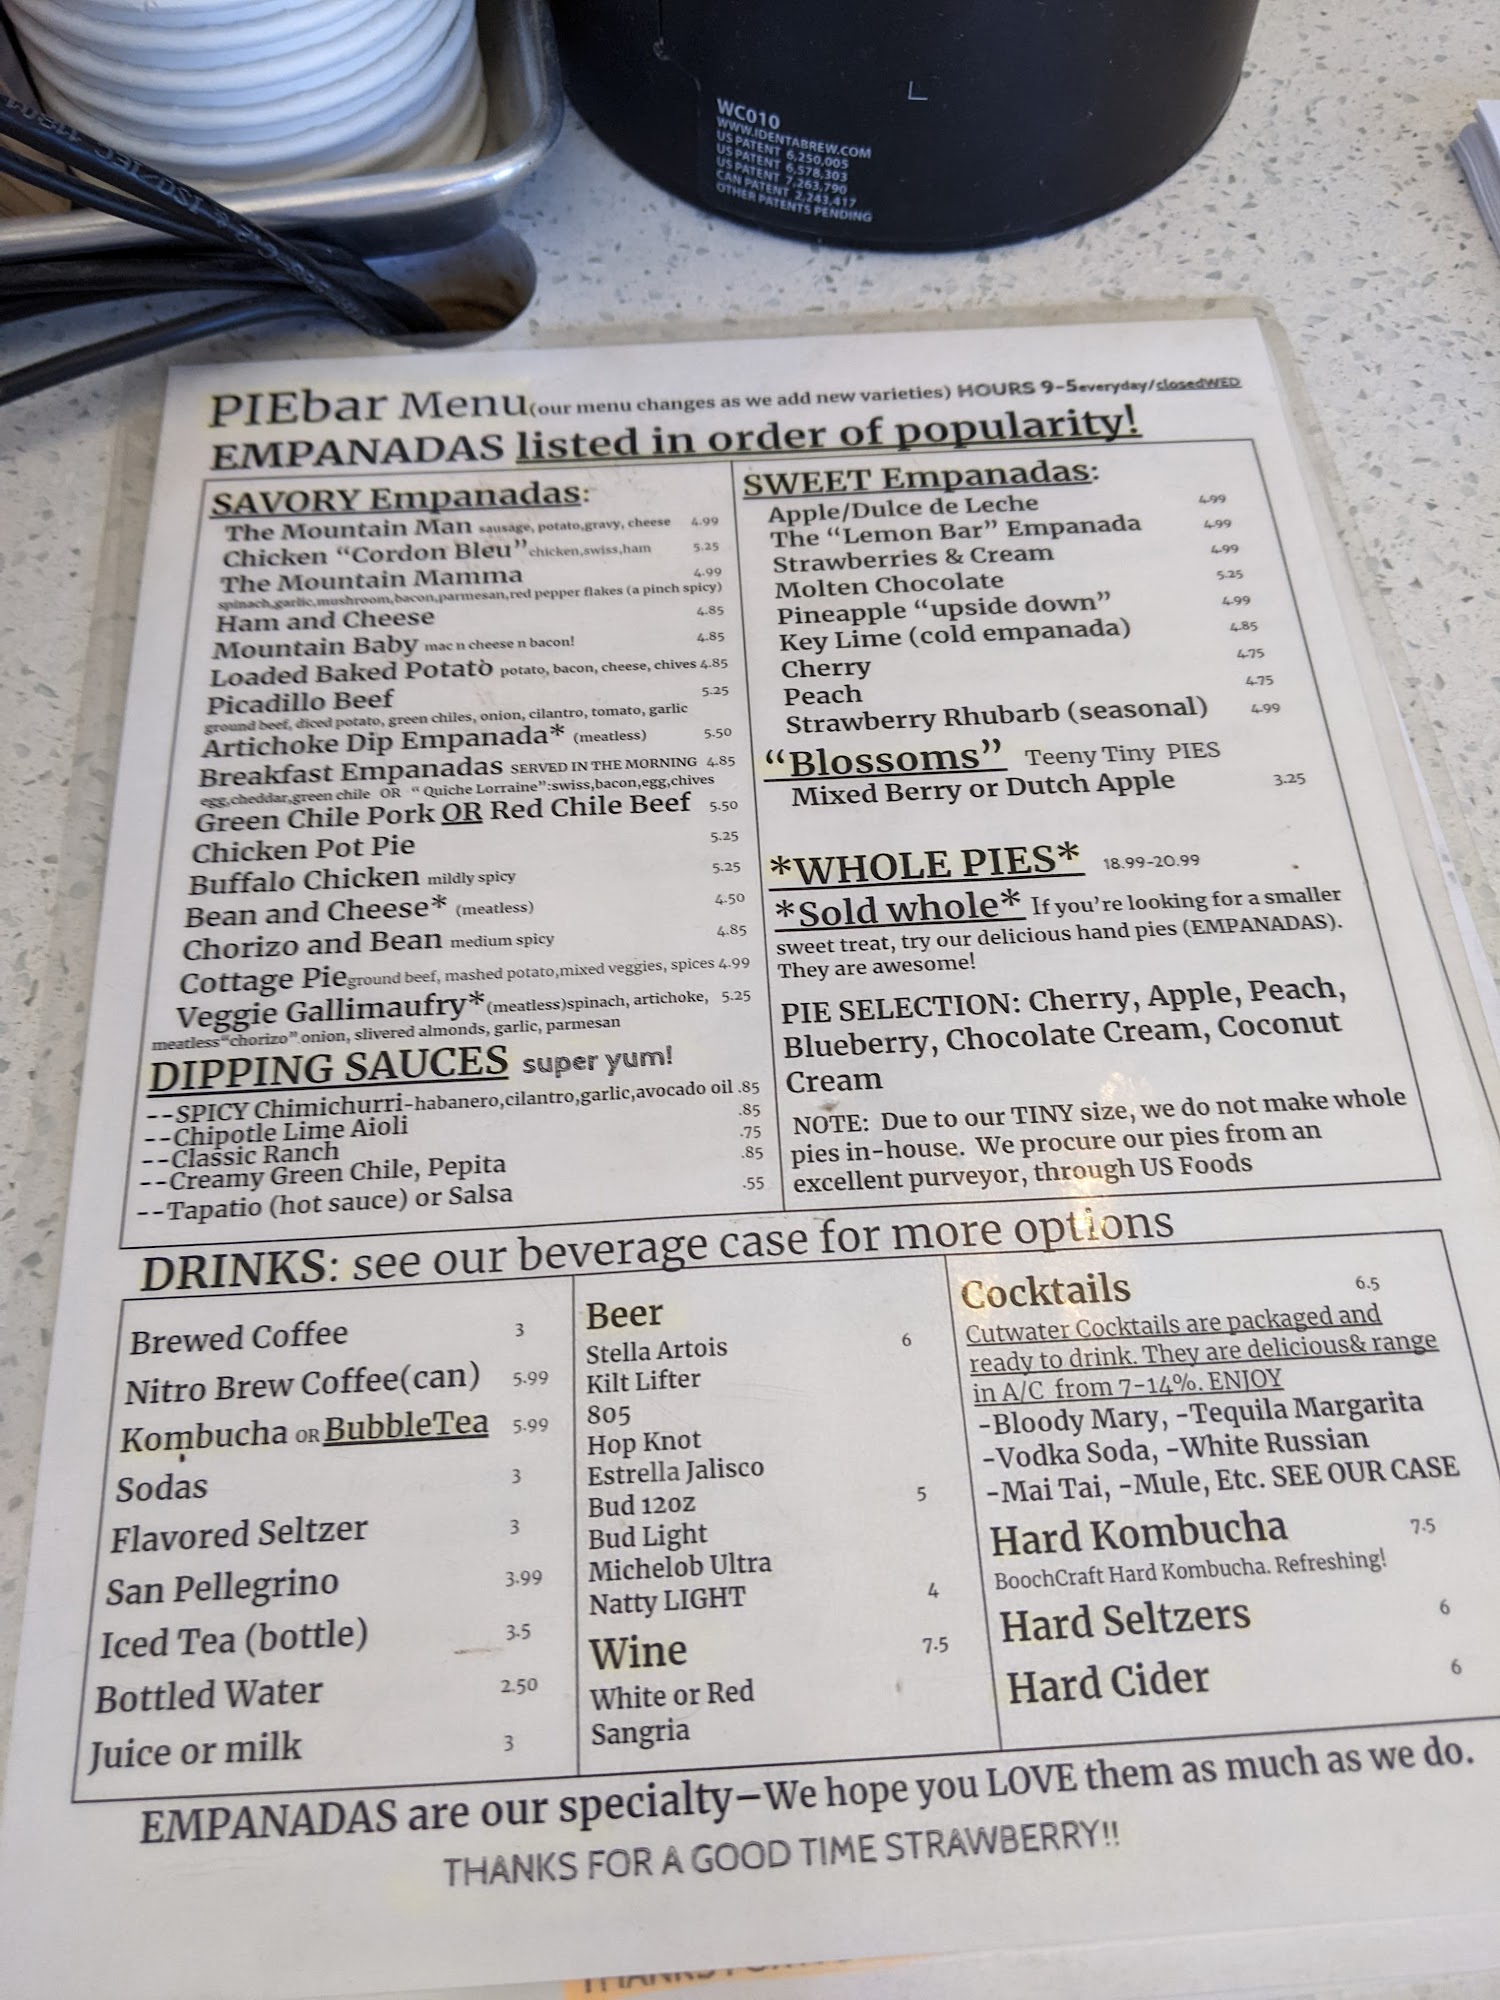 WC010
WWW.IDENTABREW.COM
US PATENT 6,250,005
US PATENT 6,578,303
US PATENT 7,263,790
CAN PATENT 2,243,417
OTHER PATENTS PENDING
PIEbar Menu(our menu changes as we add new varieties) HOURS 9-5everyday/closedWED
EMPANADAS listed in order of popularity!
SAVORY Empanadas:
The Mountain Man sausage, potato,gravy, cheese 4.99
Chicken “Cordon Bleu”chicken,swiss,ham 5.25
The Mountain Mamma 4.99
spinach,garlic,mushroom,bacon,parmesan,red pepper flakes (a pinch spicy)
Ham and Cheese 4.85
Mountain Baby mac n cheese n bacon! 4.85
Loaded Baked Potato potato, bacon, cheese, chives 4.85
Picadillo Beef 5.25
ground beef, diced potato, green chiles, onion, cilantro, tomato, garlic
Artichoke Dip Empanada* (meatless) 5.50
Breakfast Empanadas SERVED IN THE MORNING 4.85
egg,cheddar,green chile OR “ Quiche Lorraine”:swiss,bacon,egg,chives
Green Chile Pork OR Red Chile Beef 5.50
Chicken Pot Pie 5.25
Buffalo Chicken mildly spicy 5.25
Bean and Cheese* (meatless) 4.50
Chorizo and Bean medium spicy 4.85
Cottage Pieground beef, mashed potato,mixed veggies, spices 4.99
Veggie Gallimaufry*(meatless)spinach, artichoke, 5.25
meatless“chorizo” onion, slivered almonds, garlic, parmesan
DIPPING SAUCES super yum!
--SPICY Chimichurri-habanero,cilantro,garlic,avocado oil .85
--Chipotle Lime Aioli .85
--Classic Ranch .75
--Creamy Green Chile, Pepita .85
--Tapatio (hot sauce) or Salsa .55
SWEET Empanadas:
Apple/Dulce de Leche 4.99
The “Lemon Bar” Empanada 4.99
Strawberries & Cream 4.99
Molten Chocolate 5.25
Pineapple “upside down” 4.99
Key Lime (cold empanada) 4.85
Cherry 4.75
Peach 4.75
Strawberry Rhubarb (seasonal) 4.99
“Blossoms” Teeny Tiny PIES
Mixed Berry or Dutch Apple 3.25
*WHOLE PIES* 18.99-20.99
*Sold whole* If you’re looking for a smaller
sweet treat, try our delicious hand pies (EMPANADAS).
They are awesome!
PIE SELECTION: Cherry, Apple, Peach,
Blueberry, Chocolate Cream, Coconut
Cream
NOTE: Due to our TINY size, we do not make whole
pies in-house. We procure our pies from an
excellent purveyor, through US Foods
DRINKS: see our beverage case for more options
Brewed Coffee 3
Nitro Brew Coffee(can) 5.99
Kombucha OR BubbleTea 5.99
Sodas 3
Flavored Seltzer 3
San Pellegrino 3.99
Iced Tea (bottle) 3.5
Bottled Water 2.50
Juice or milk 3
Beer
Stella Artois 6
Kilt Lifter
805
Hop Knot
Estrella Jalisco
Bud 12oz 5
Bud Light
Michelob Ultra
Natty LIGHT 4
Wine 7.5
White or Red
Sangria
Cocktails 6.5
Cutwater Cocktails are packaged and
ready to drink. They are delicious& range
in A/C from 7-14%. ENJOY
-Bloody Mary, -Tequila Margarita
-Vodka Soda, -White Russian
-Mai Tai, -Mule, Etc. SEE OUR CASE
Hard Kombucha 7.5
BoochCraft Hard Kombucha. Refreshing!
Hard Seltzers 6
Hard Cider 6
EMPANADAS are our specialty—We hope you LOVE them as much as we do.
THANKS FOR A GOOD TIME STRAWBERRY!!